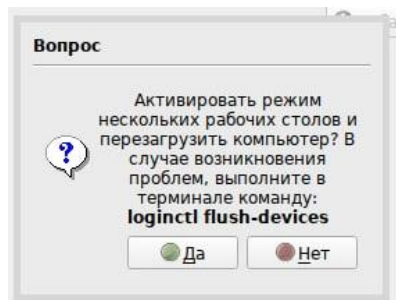 Вопрос
Активировать режим
нескольких рабочих столов и
перезагрузить компьютер? В
случае возникновения
проблем, выполните в
терминале команду:
loginctl flush-devices
Да
Нет